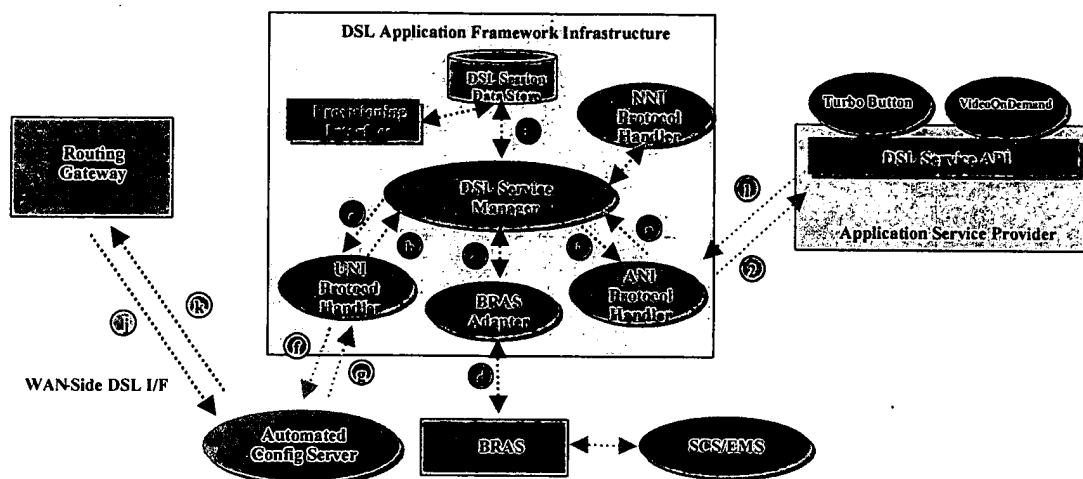 DSL Application Framework Infrastructure
DSL Session
Data Store
Provisioning
Interface
NNI
Protocol
Handler
Turbo Button
VideoOnDemand
Routing
Gateway
DSL Service API
DSL Service
Manager
Application Service Provider
h
UNI
Protocol
Handler
BRAS
Adapter
ANI
Protocol
Handler
j
k
f
g
d
WAN-Side DSL I/F
Automated
Config Server
BRAS
SCS/EMS